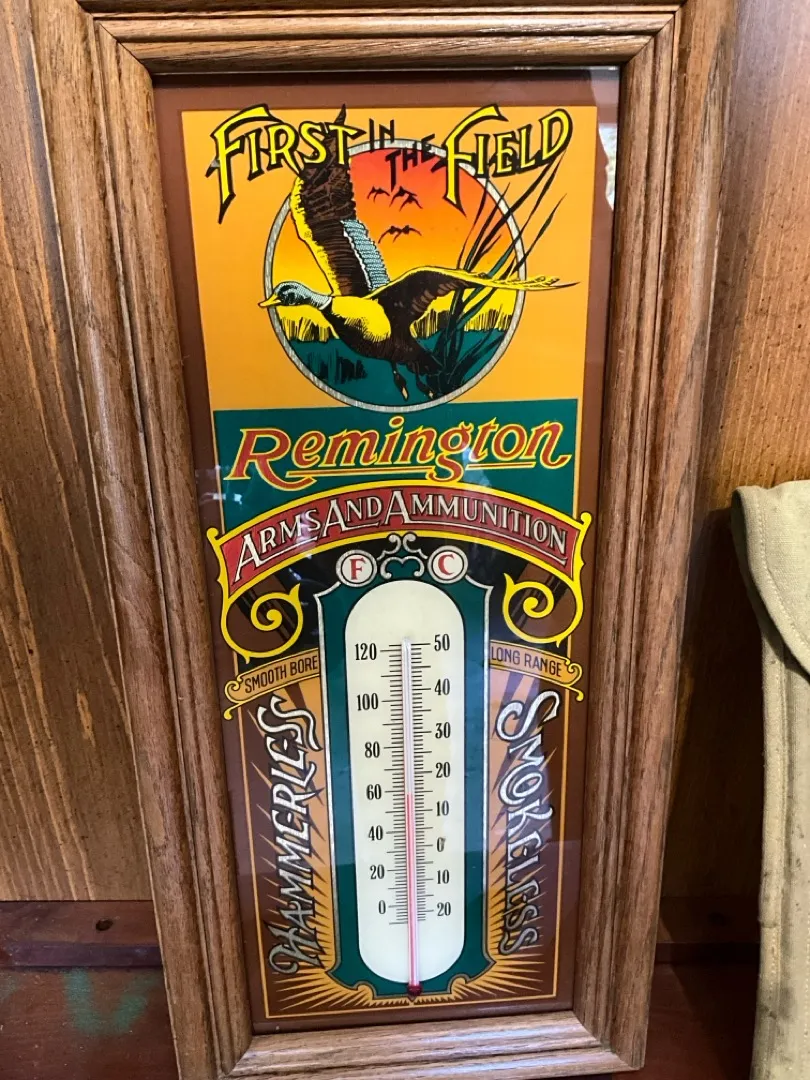 FIRST IN THE FIELD
Remington
ARMS AND AMMUNITION
F C
SMOOTH BORE
LONG RANGE
HAMMERLESS
SMOKELESS
120 50
100 40
80 30
60 20
40 10
20 0
0 10
20